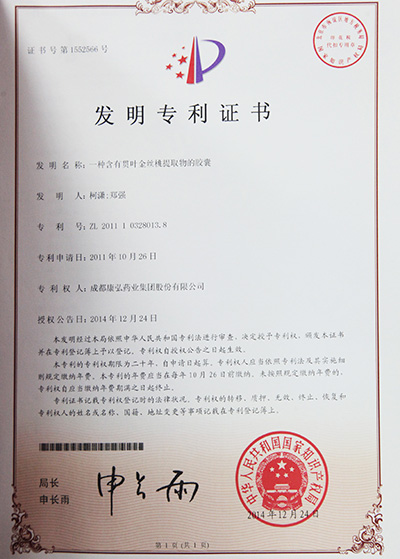 证书号第1552566号
发明专利证书
发明名称：一种含有贯叶金丝桃提取物的胶囊
发明人：柯潇;郑强
专利号：ZL 2011 1 0328013.8
专利申请日：2011年10月26日
专利权人：成都康弘药业集团股份有限公司
授权公告日：2014年12月24日
本发明经过本局依照中华人民共和国专利法进行审查，决定授予专利权，颁发本证书
并在专利登记簿上予以登记。专利权自授权公告之日起生效。
本专利的专利权期限为二十年，自申请日起算。专利权人应当依照专利法及其实施细
则规定缴纳年费。本专利的年费应当在每年10月26日前缴纳。未按照规定缴纳年费的，
专利权自应当缴纳年费期满之日起终止。
专利证书记载专利权登记时的法律状况。专利权的转移、质押、无效、终止、恢复和
专利权人的姓名或名称、国籍、地址变更等事项记载在专利登记簿上。
局长
申长雨
申长雨
中华人民共和国国家知识产权局
2014年12月24日
第1页（共1页）